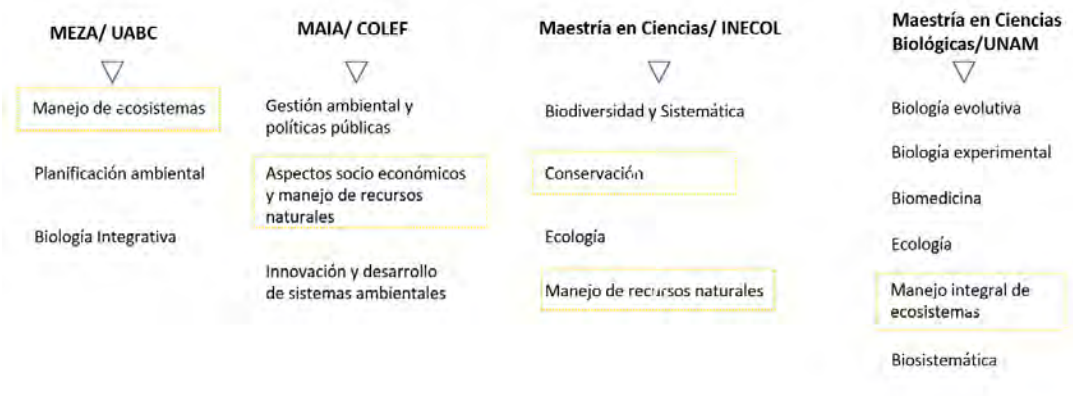 MEZA/ UABC
Manejo de ecosistemas
Planificación ambiental
Biología Integrativa
MAIA/ COLEF
Gestión ambiental y
políticas públicas
Aspectos socio económicos
y manejo de recursos
naturales
Innovación y desarrollo
de sistemas ambientales
Maestría en Ciencias/ INECOL
Biodiversidad y Sistemática
Conservación
Ecología
Manejo de recursos naturales
Maestría en Ciencias
Biológicas/UNAM
Biología evolutiva
Biología experimental
Biomedicina
Ecología
Manejo integral de
ecosistemas
Biosistemática